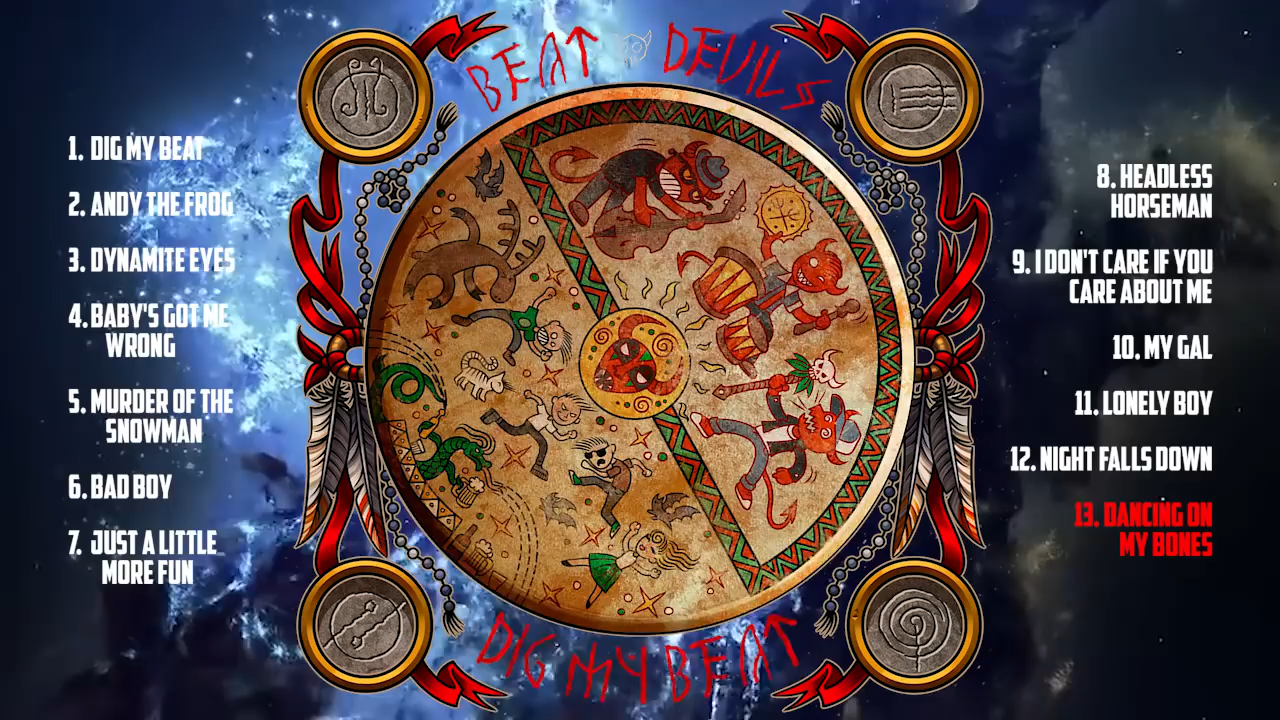 BEAT DEVILS
1. DIG MY BEAT
2. ANDY THE FROG
3. DYNAMITE EYES
4. BABY'S GOT ME
WRONG
5. MURDER OF THE
SNOWMAN
6. BAD BOY
7. JUST A LITTLE
MORE FUN
8. HEADLESS
HORSEMAN
9. I DON'T CARE IF YOU
CARE ABOUT ME
10. MY GAL
11. LONELY BOY
12. NIGHT FALLS DOWN
13. DANCING ON
MY BONES
DIG MY BEAT